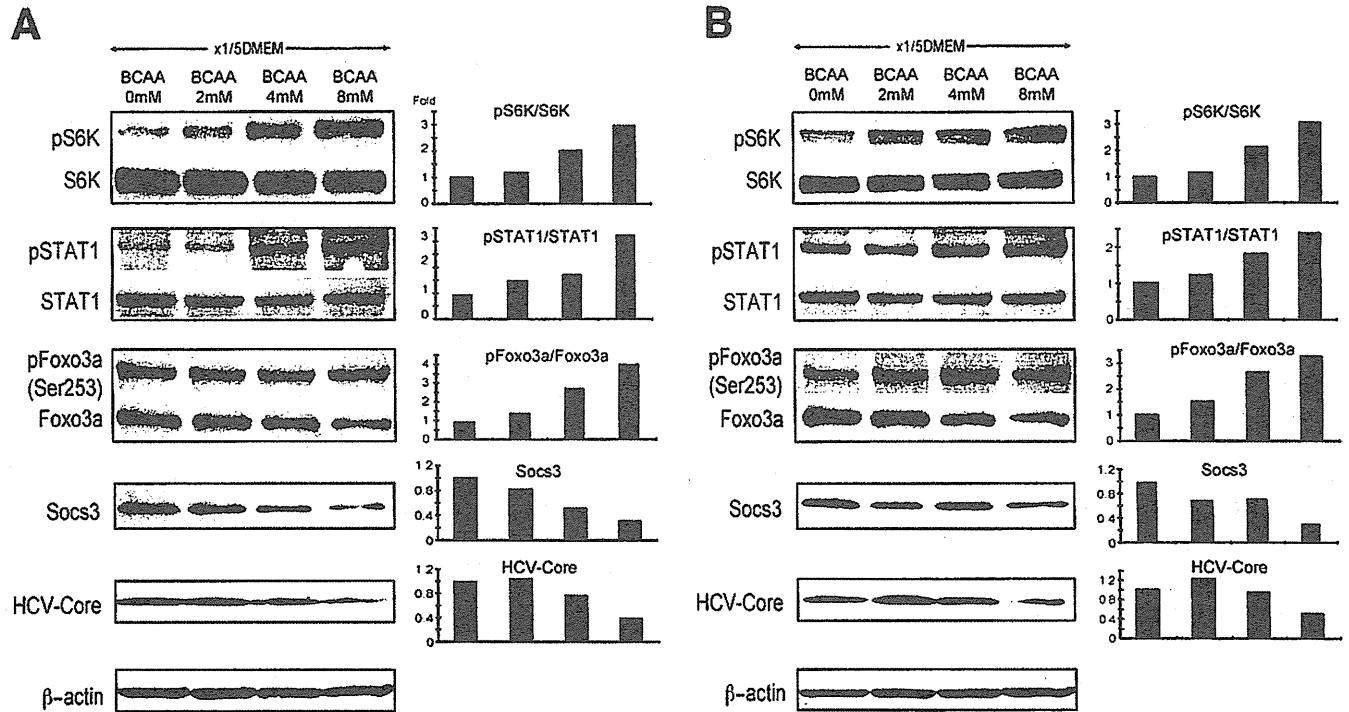 A
x1/5DMEM
BCAA BCAA BCAA BCAA
0mM 2mM 4mM 8mM
Fold
pS6K/S6K
pS6K
S6K
3
2
1
0
pSTAT1/STAT1
pSTAT1
STAT1
3
2
1
0
pFoxo3a/Foxo3a
pFoxo3a
(Ser253)
Foxo3a
4
3
2
1
0
Socs3
Socs3
1.2
0.8
0.4
0
HCV-Core
HCV-Core
1.2
0.8
0.4
0
β-actin
B
x1/5DMEM
BCAA BCAA BCAA BCAA
0mM 2mM 4mM 8mM
pS6K/S6K
pS6K
S6K
3
2
1
0
pSTAT1/STAT1
pSTAT1
STAT1
2
1
0
pFoxo3a/Foxo3a
pFoxo3a
(Ser253)
Foxo3a
3
2
1
0
Socs3
Socs3
1.2
0.8
0.4
0
HCV-Core
HCV-Core
1.2
0.8
0.4
0
β-actin